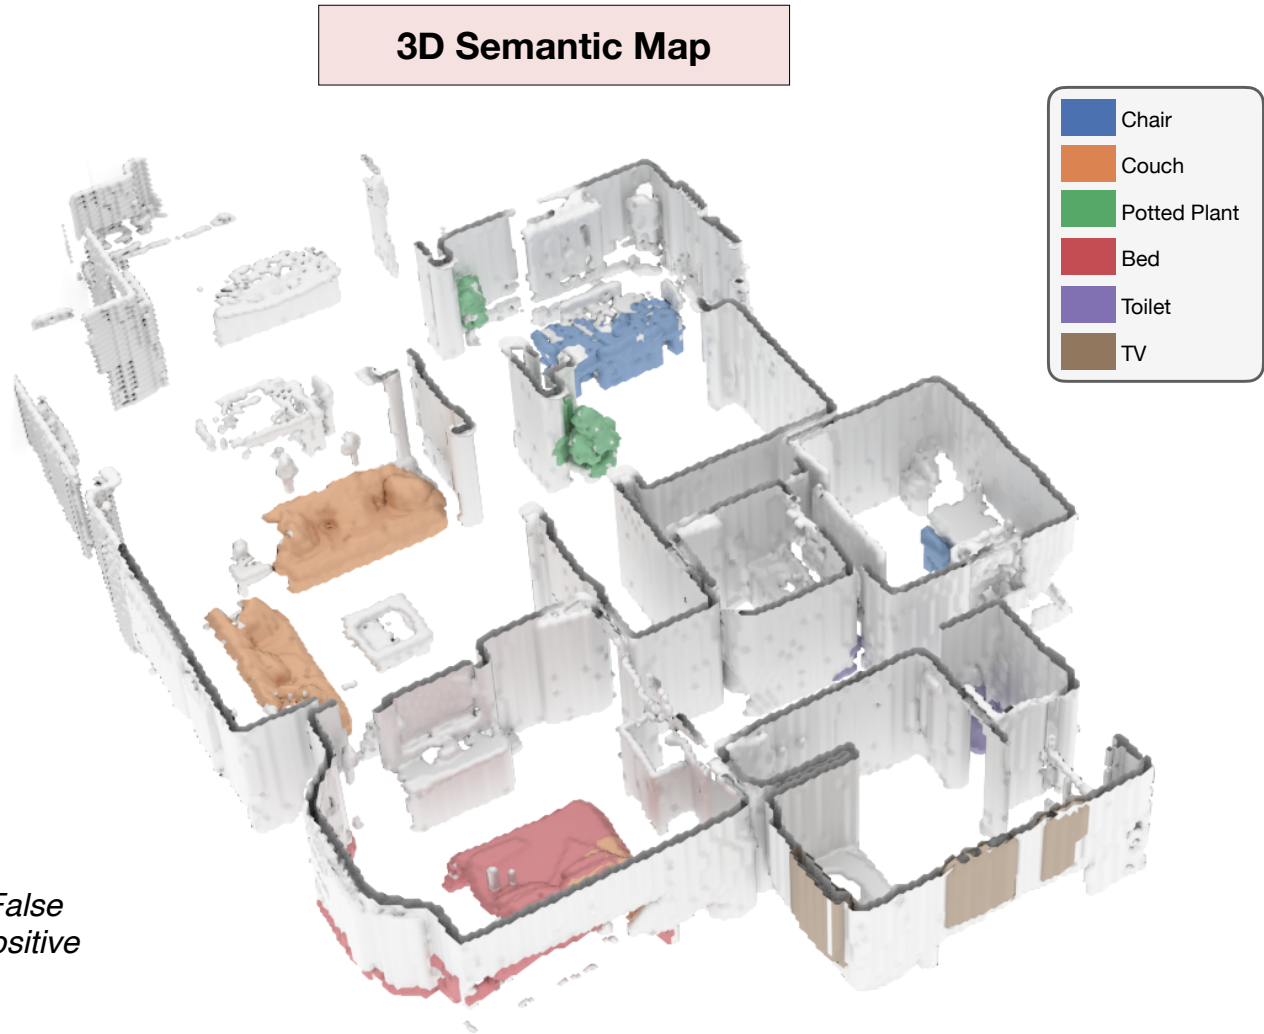 3D Semantic Map
Chair
Couch
Potted Plant
Bed
Toilet
TV
False
ositive